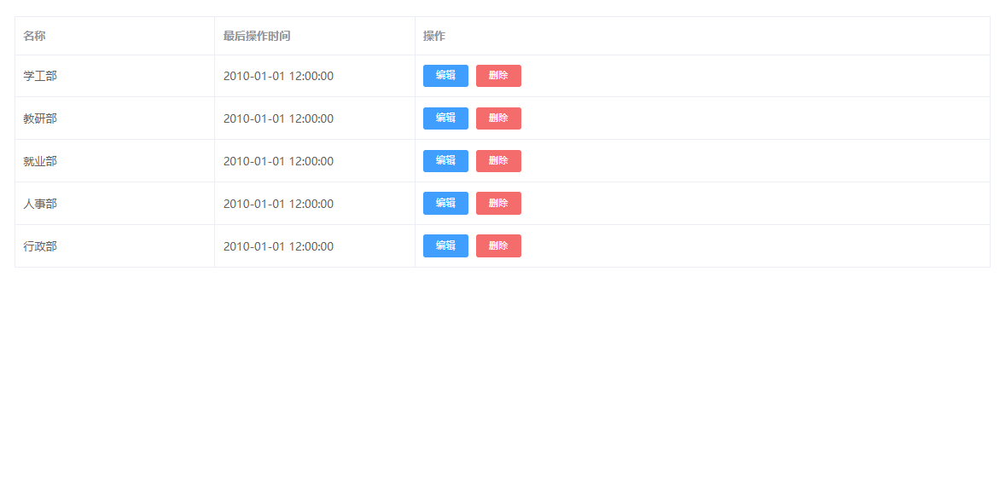 名称 最后操作时间 操作
学工部 2010-01-01 12:00:00 编辑 删除
教研部 2010-01-01 12:00:00 编辑 删除
就业部 2010-01-01 12:00:00 编辑 删除
人事部 2010-01-01 12:00:00 编辑 删除
行政部 2010-01-01 12:00:00 编辑 删除